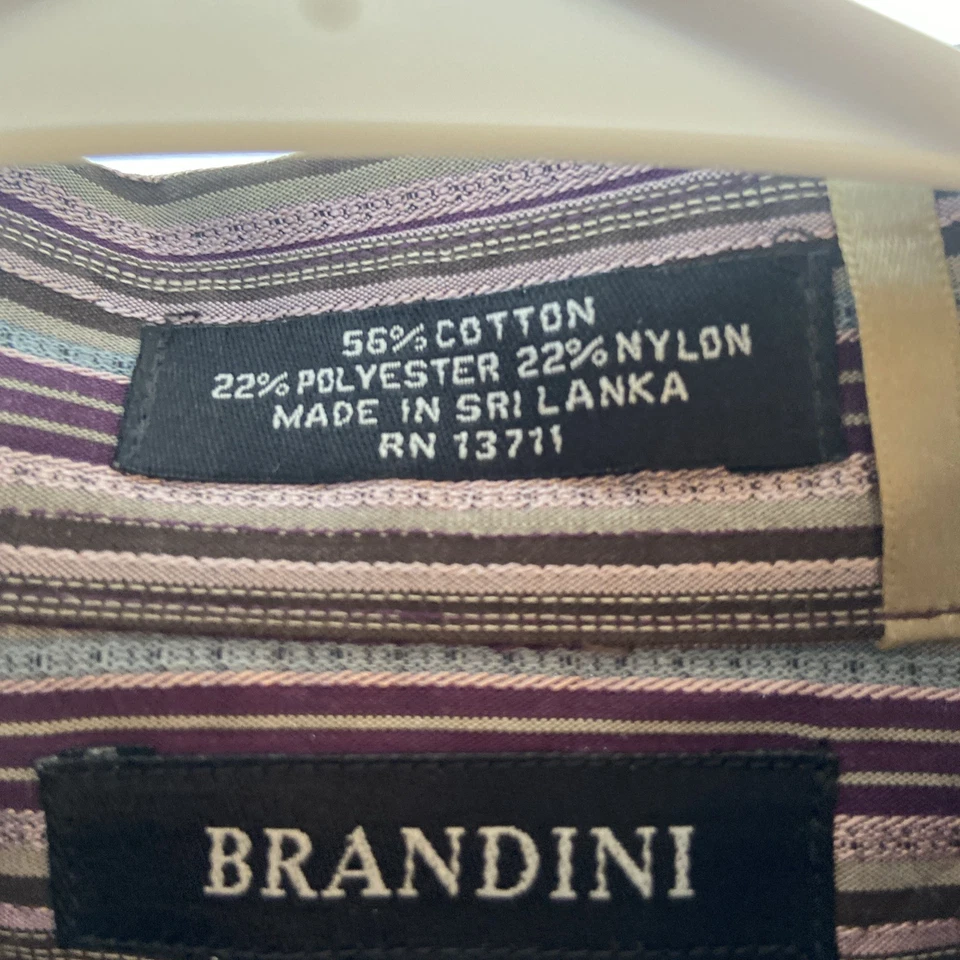 56% COTTON
22% POLYESTER 22% NYLON
MADE IN SRI LANKA
RN 13711
BRANDINI